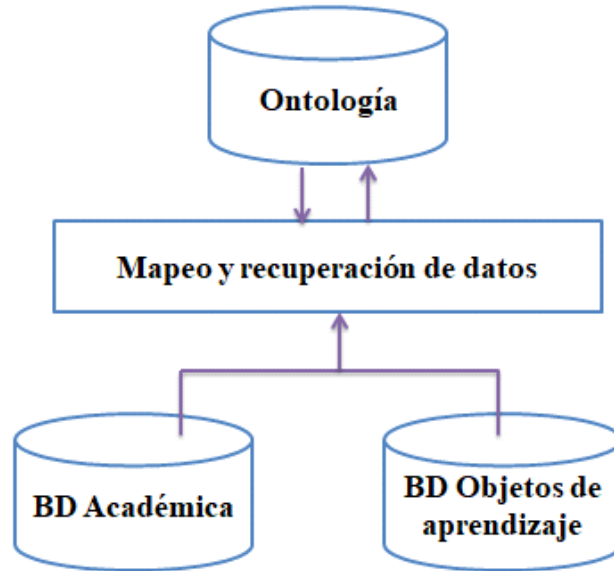 Ontología
Mapeo y recuperación de datos
BD Académica
BD Objetos de
aprendizaje